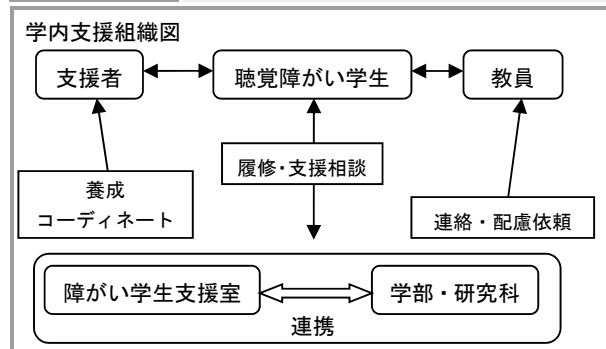 学内支援組織図
支援者
聴覚障がい学生
教員
養成
コーディネート
履修・支援相談
連絡・配慮依頼
障がい学生支援室
学部・研究科
連携